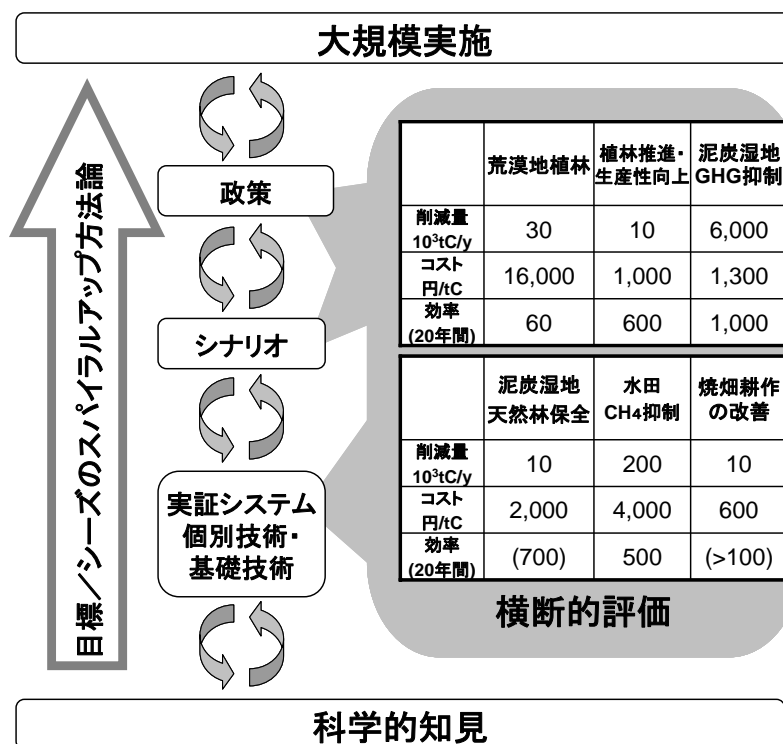 大規模実施
政策
シナリオ
実証システム
個別技術・
基礎技術
科学的知見
目標／シーズのスパイラルアップ方法論
荒漠地植林 植林推進・生産性向上 泥炭湿地GHG抑制
削減量 10³tC/y 30 10 6,000
コスト 円/tC 16,000 1,000 1,300
効率 (20年間) 60 600 1,000
泥炭湿地天然林保全 水田CH4抑制 焼畑耕作の改善
削減量 10³tC/y 10 200 10
コスト 円/tC 2,000 4,000 600
効率 (20年間) (700) 500 (>100)
横断的評価